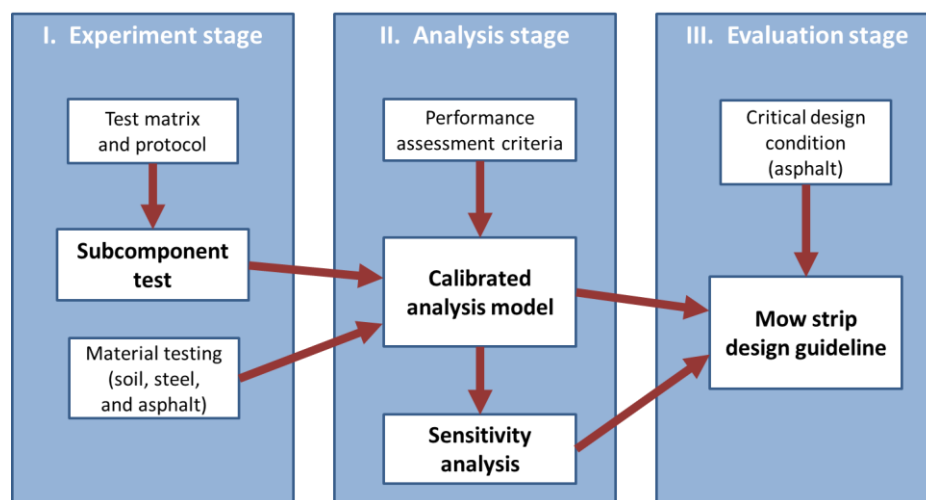 I. Experiment stage
Test matrix
and protocol
Subcomponent
test
Material testing
(soil, steel,
and asphalt)
II. Analysis stage
Performance
assessment criteria
Calibrated
analysis model
Sensitivity
analysis
III. Evaluation stage
Critical design
condition
(asphalt)
Mow strip
design guideline